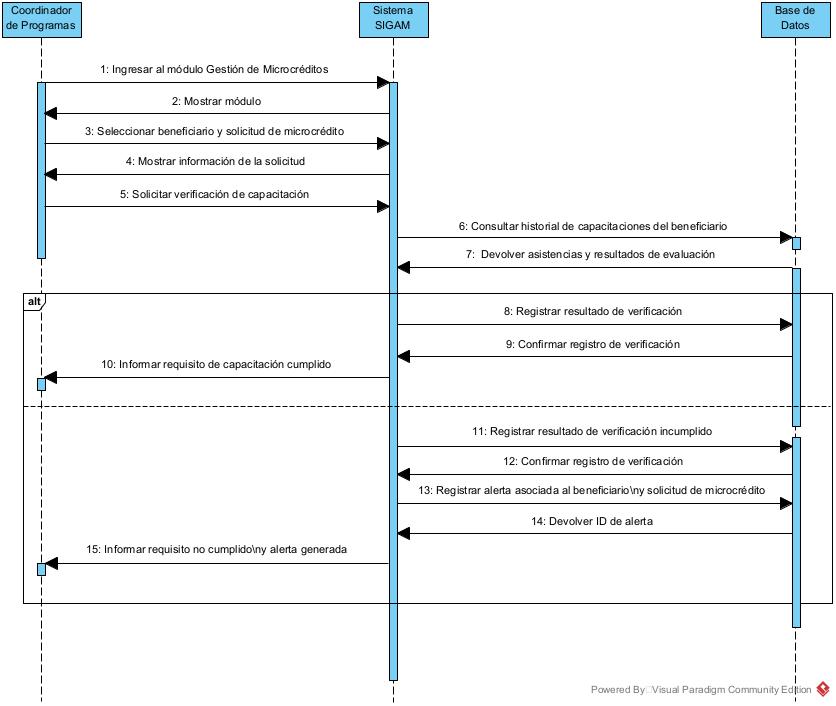 Coordinador
de Programas
Sistema
SIGAM
Base de
Datos
1: Ingresar al módulo Gestión de Microcréditos
2: Mostrar módulo
3: Seleccionar beneficiario y solicitud de microcrédito
4: Mostrar información de la solicitud
5: Solicitar verificación de capacitación
6: Consultar historial de capacitaciones del beneficiario
7: Devolver asistencias y resultados de evaluación
alt
8: Registrar resultado de verificación
9: Confirmar registro de verificación
10: Informar requisito de capacitación cumplido
11: Registrar resultado de verificación incumplido
12: Confirmar registro de verificación
13: Registrar alerta asociada al beneficiario\ny solicitud de microcrédito
14: Devolver ID de alerta
15: Informar requisito no cumplido\ny alerta generada
Powered By Visual Paradigm Community Edition